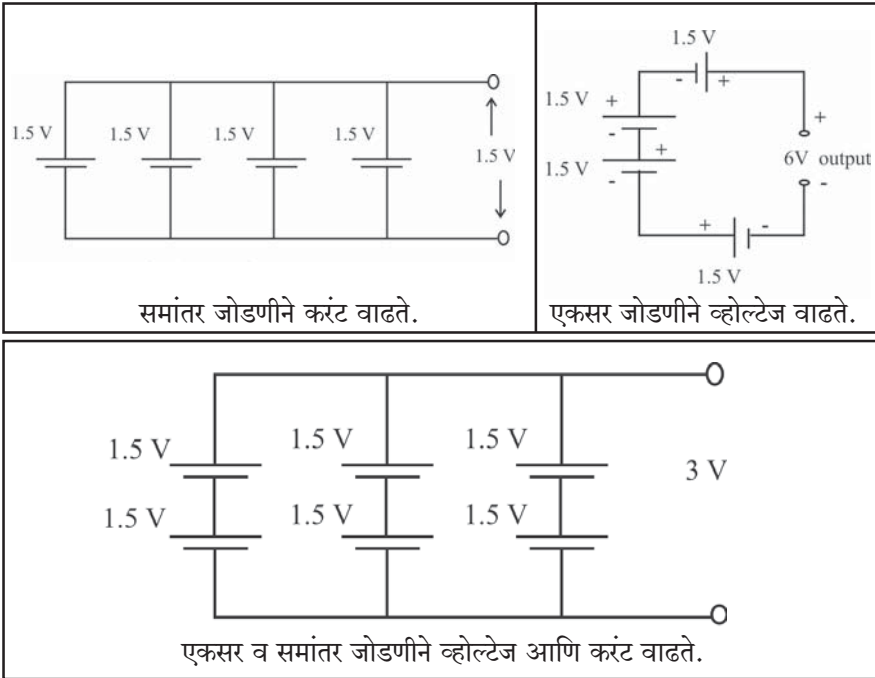 1.5 V 1.5 V 1.5 V 1.5 V
1.5 V
समांतर जोडणीने करंट वाढते.
1.5 V
- +
1.5 V +
-
+
1.5 V
-
+
6V output
-
+ -
1.5 V
एकसर जोडणीने व्होल्टेज वाढते.
1.5 V 1.5 V 1.5 V
3 V
1.5 V 1.5 V 1.5 V
एकसर व समांतर जोडणीने व्होल्टेज आणि करंट वाढते.